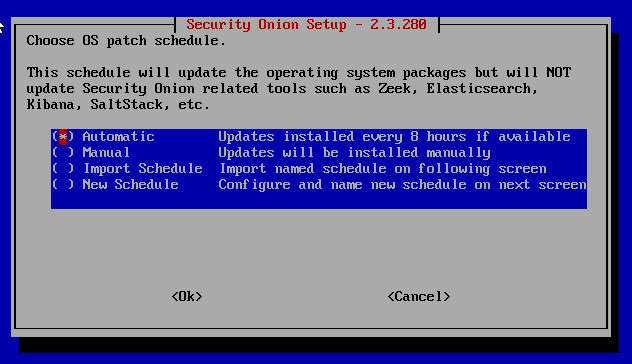 Security Onion Setup - 2.3.280
Choose OS patch schedule.
This schedule will update the operating system packages but will NOT
update Security Onion related tools such as Zeek, Elasticsearch,
Kibana, SaltStack, etc.
(*) Automatic Updates installed every 8 hours if available
( ) Manual Updates will be installed manually
( ) Import Schedule Import named schedule on following screen
( ) New Schedule Configure and name new schedule on next screen
<Ok> <Cancel>